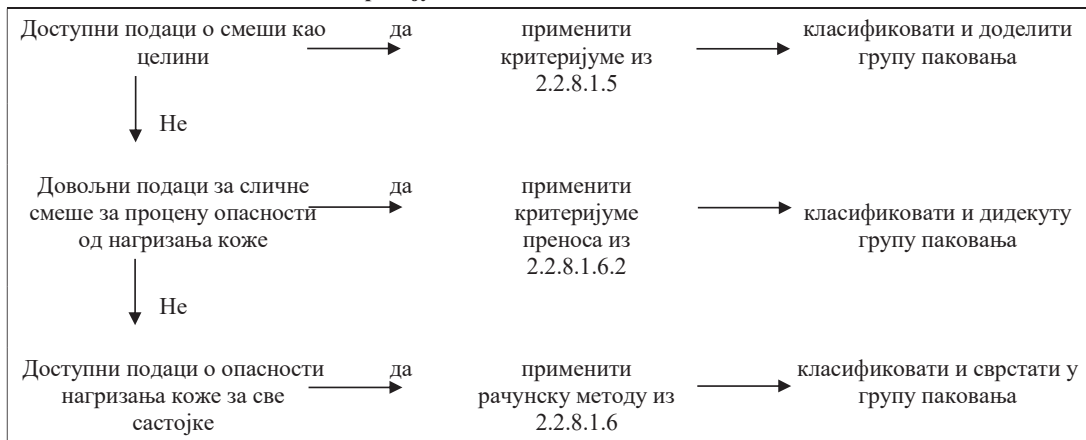 Доступни подаци о смеши као
целини
да
применити
критеријуме из
2.2.8.1.5
класификовати и доделити
групу паковања
Не
Довољни подаци за сличне
смеше за процену опасности
од нагризања коже
да
применити
критеријуме
преноса из
2.2.8.1.6.2
класификовати и дидекуту
групу паковања
Не
Доступни подаци о опасности
нагризања коже за све
састојке
да
применити
рачунску методу из
2.2.8.1.6
класификовати и сврстати у
групу паковања